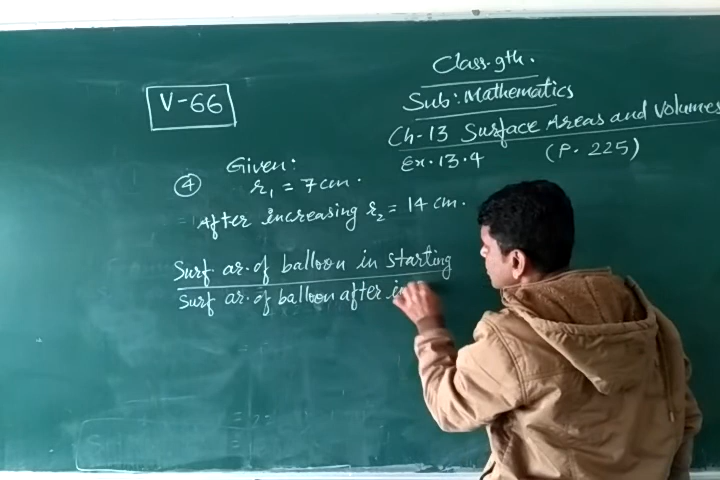 Class-9th.
Sub: Mathematics
Ch-13 Surface Areas and Volumes
Ex.13.4 (P. 225)
V-66
④ Given:
r₁ = 7 cm.
After increasing r₂ = 14 cm.
Surf ar. of balloon in starting
Surf ar. of balloon after in